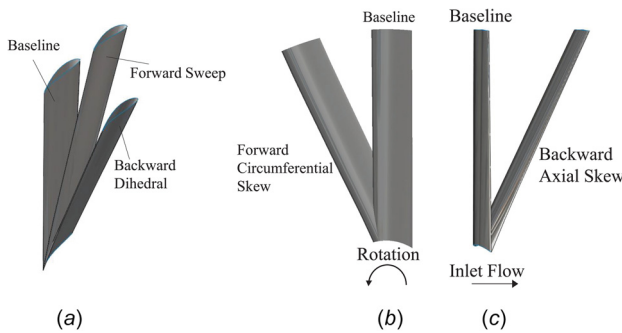 Baseline
Forward Sweep
Backward
Dihedral
(a)
Baseline
Forward
Circumferential
Skew
Rotation
(b)
Baseline
Backward
Axial Skew
Inlet Flow
(c)